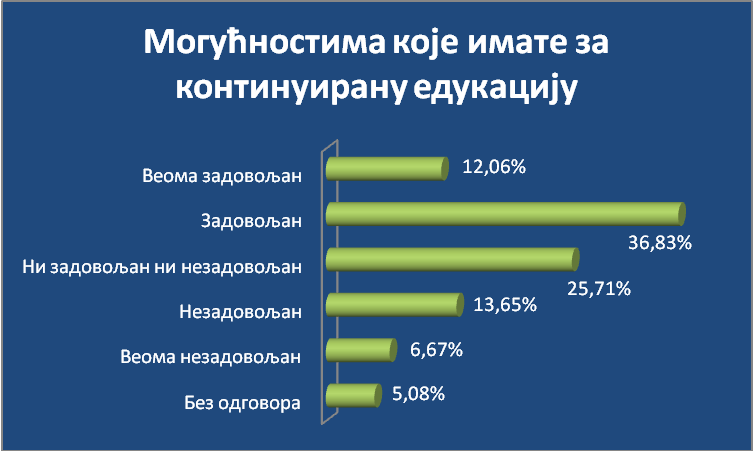 Могућностима које имате за
континуирану едукацију
Веома задовољан 12,06%
Задовољан 36,83%
Ни задовољан ни незадовољан 25,71%
Незадовољан 13,65%
Веома незадовољан 6,67%
Без одговора 5,08%